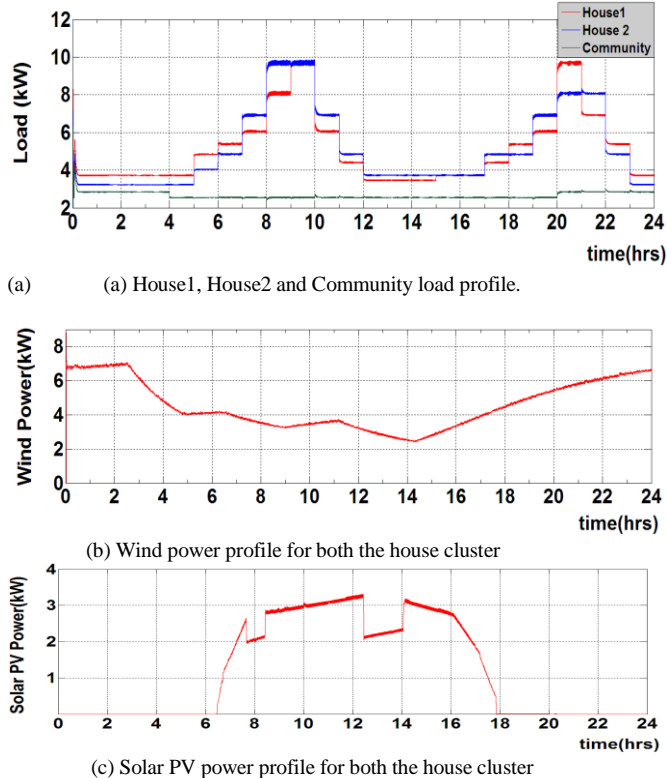 House1
House 2
Community
Load (kW)
12
10
8
6
4
2
0 2 4 6 8 10 12 14 16 18 20 22 24
time(hrs)
(a) (a) House1, House2 and Community load profile.
Wind Power(kW)
8
6
4
2
0
0 2 4 6 8 10 12 14 16 18 20 22 24
time(hrs)
(b) Wind power profile for both the house cluster
Solar PV Power(kW)
4
3
2
1
0 2 4 6 8 10 12 14 16 18 20 22 24
time(hrs)
(c) Solar PV power profile for both the house cluster